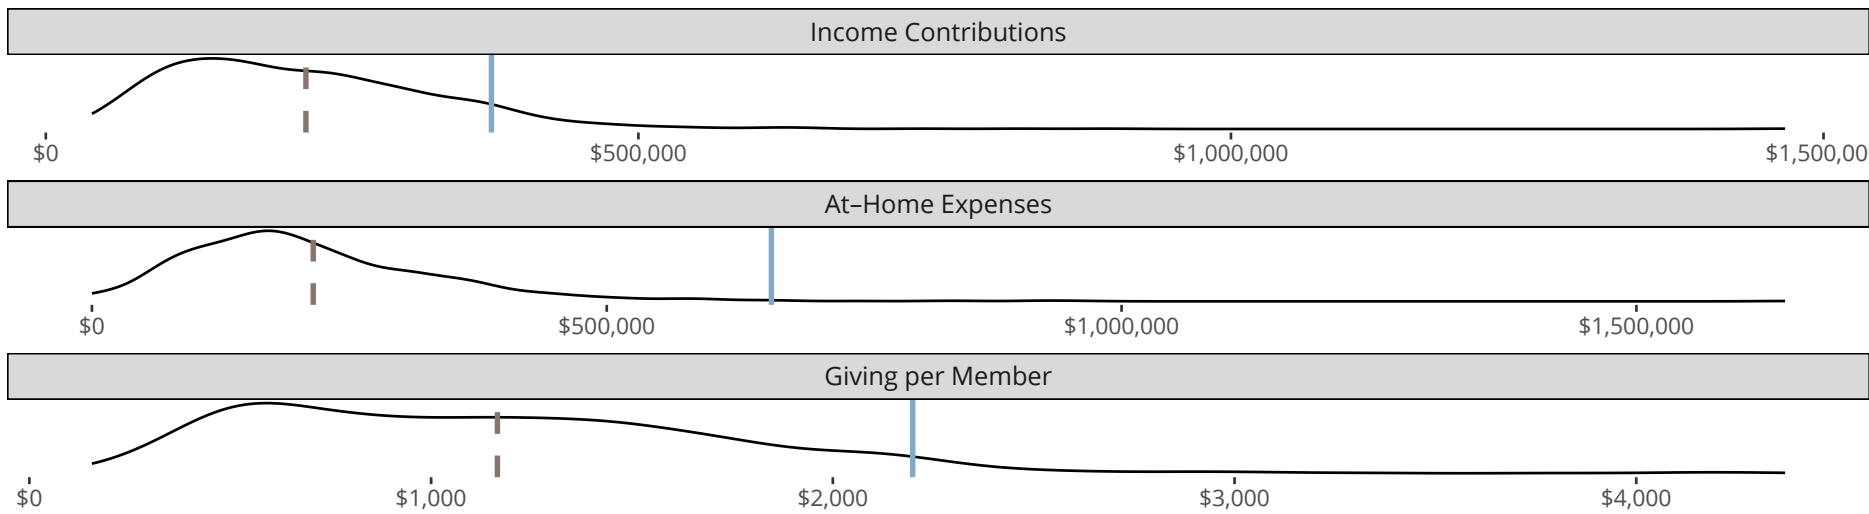 Income Contributions
$0 $500,000 $1,000,000 $1,500,00
At–Home Expenses
$0 $500,000 $1,000,000 $1,500,000
Giving per Member
$0 $1,000 $2,000 $3,000 $4,000